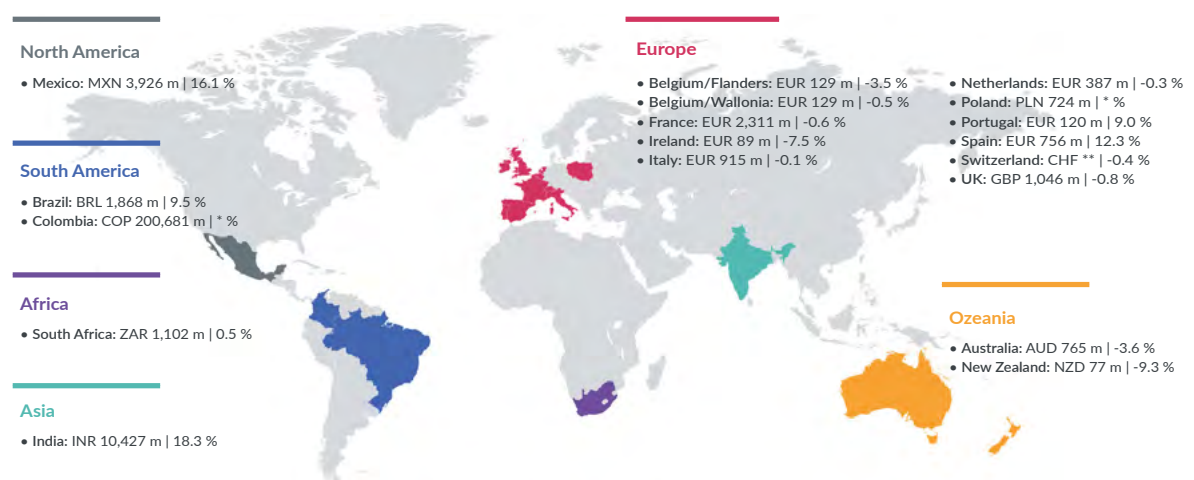 North America
• Mexico: MXN 3,926 m | 16.1 %
South America
• Brazil: BRL 1,868 m | 9.5 %
• Colombia: COP 200,681 m | * %
Africa
• South Africa: ZAR 1,102 m | 0.5 %
Asia
• India: INR 10,427 m | 18.3 %
Europe
• Belgium/Flanders: EUR 129 m | -3.5 %
• Belgium/Wallonia: EUR 129 m | -0.5 %
• France: EUR 2,311 m | -0.6 %
• Ireland: EUR 89 m | -7.5 %
• Italy: EUR 915 m | -0.1 %
• Netherlands: EUR 387 m | -0.3 %
• Poland: PLN 724 m | * %
• Portugal: EUR 120 m | 9.0 %
• Spain: EUR 756 m | 12.3 %
• Switzerland: CHF ** | -0.4 %
• UK: GBP 1,046 m | -0.8 %
Ozeania
• Australia: AUD 765 m | -3.6 %
• New Zealand: NZD 77 m | -9.3 %